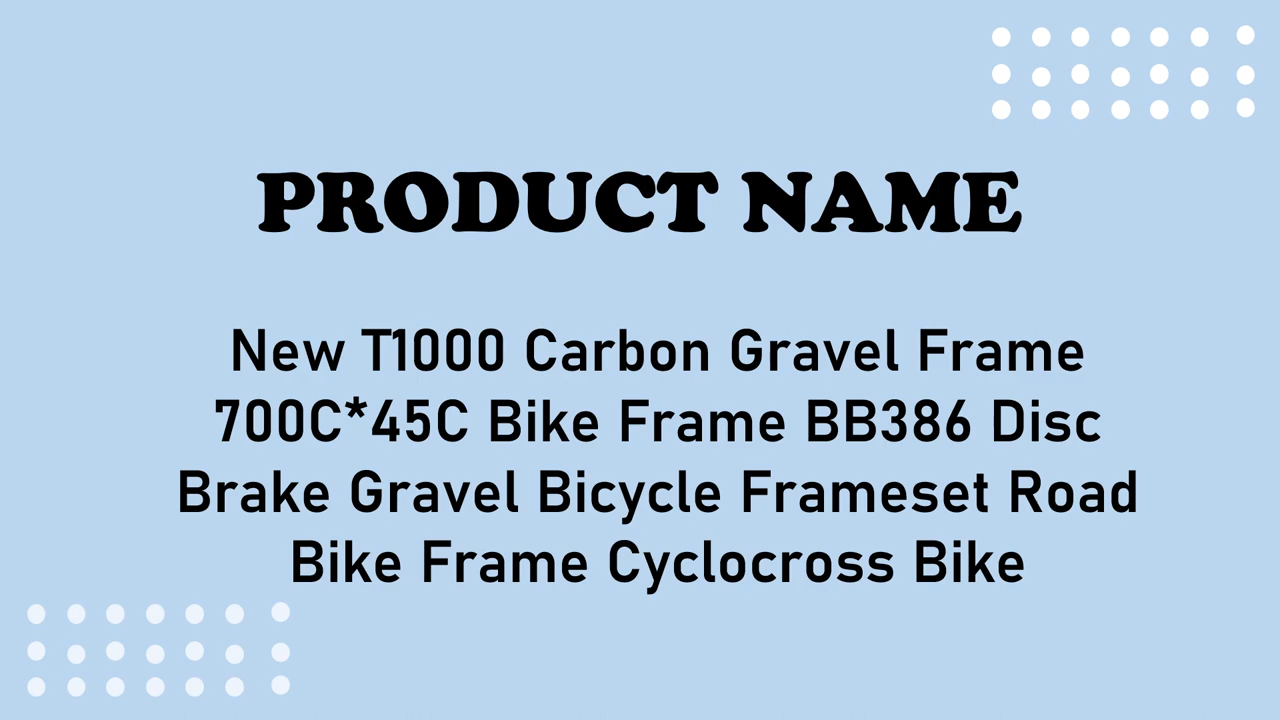 PRODUCT NAME
New T1000 Carbon Gravel Frame
700C*45C Bike Frame BB386 Disc
Brake Gravel Bicycle Frameset Road
Bike Frame Cyclocross Bike